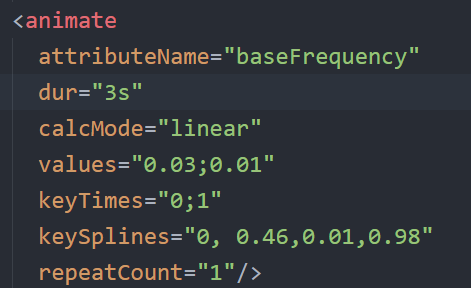 <animate
attributeName="baseFrequency"
dur="3s"
calcMode="linear"
values="0.03;0.01"
keyTimes="0;1"
keySplines="0, 0.46,0.01,0.98"
repeatCount="1"/>